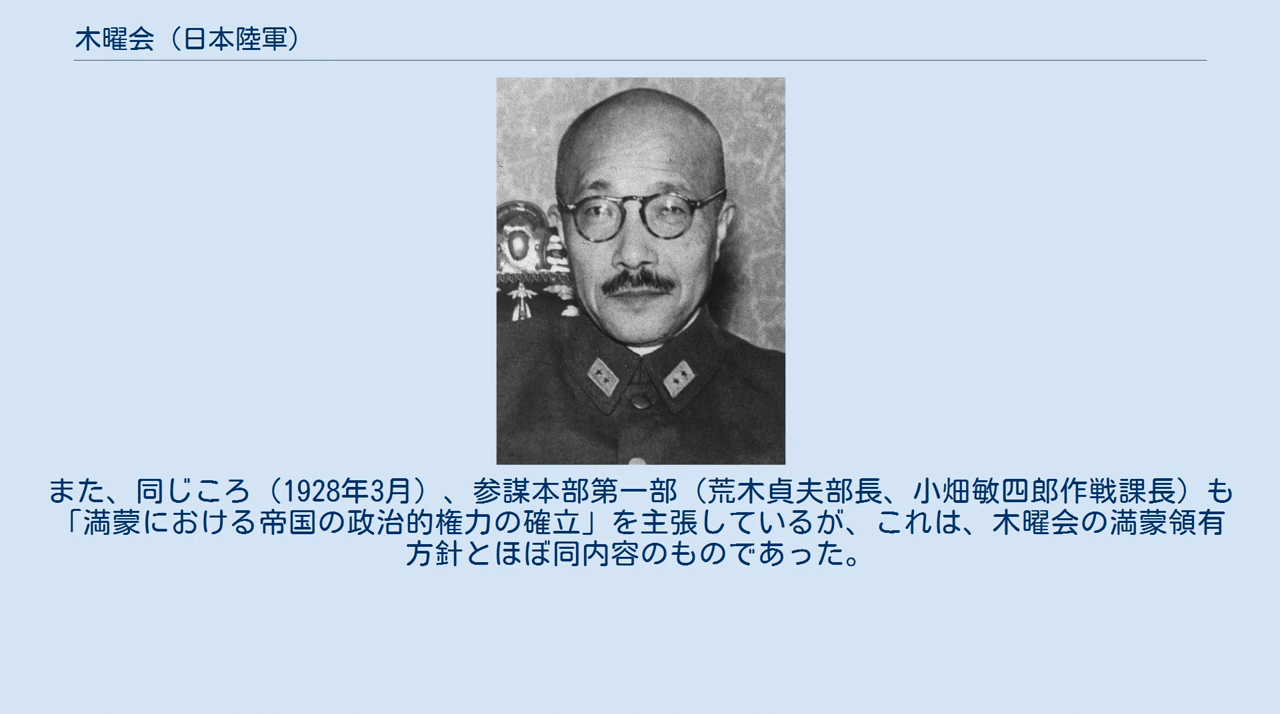 木曜会（日本陸軍）
また、同じころ（1928年3月）、参謀本部第一部（荒木貞夫部長、小畑敏四郎作戦課長）も
「満蒙における帝国の政治的権力の確立」を主張しているが、これは、木曜会の満蒙領有
方針とほぼ同内容のものであった。